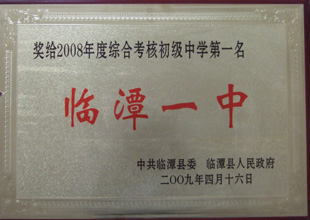 奖给2008年度综合考核初级中学第一名
临潭一中
中共临潭县委 临潭县人民政府
二OO九年四月十六日